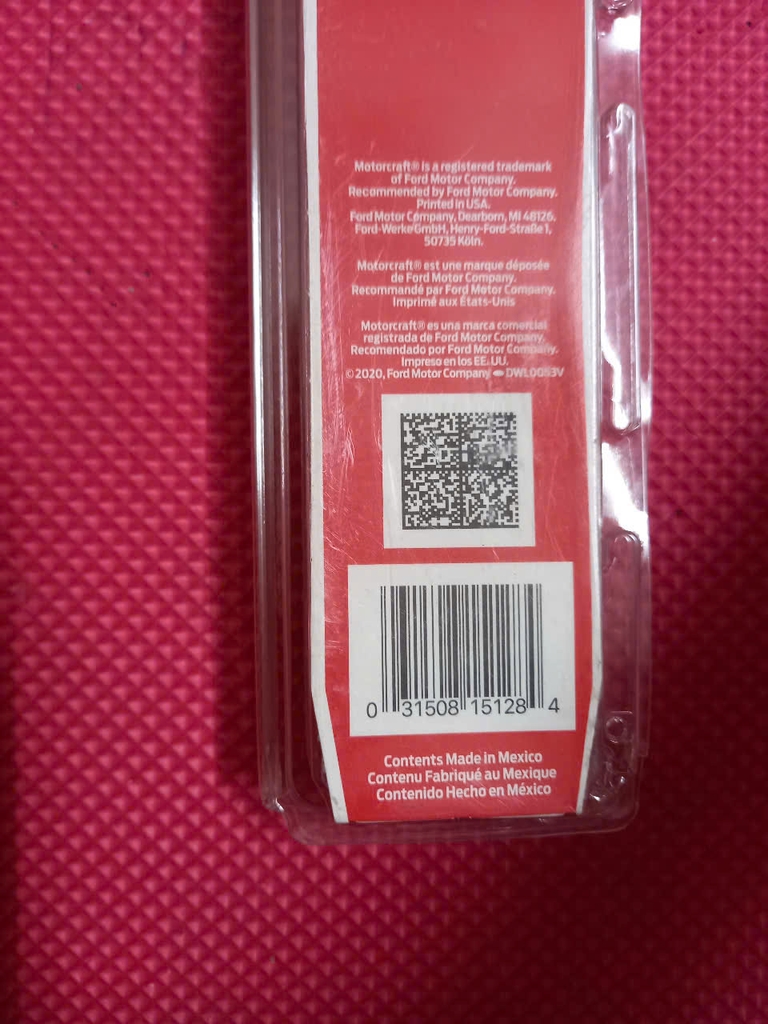 Motorcraft® is a registered trademark
of Ford Motor Company.
Recommended by Ford Motor Company.
Printed in USA.
Ford Motor Company, Dearborn, MI 48126.
Ford-Werke GmbH, Henry-Ford-Straße 1,
50735 Köln.
Motorcraft® est une marque déposée
de Ford Motor Company.
Recommandé par Ford Motor Company.
Imprimé aux États-Unis
Motorcraft® es una marca comercial
registrada de Ford Motor Company.
Recomendado por Ford Motor Company.
Impreso en los EE. UU.
©2020, Ford Motor Company
0 31508 15128 4
Contents Made in Mexico
Contenu Fabriqué au Mexique
Contenido Hecho en México